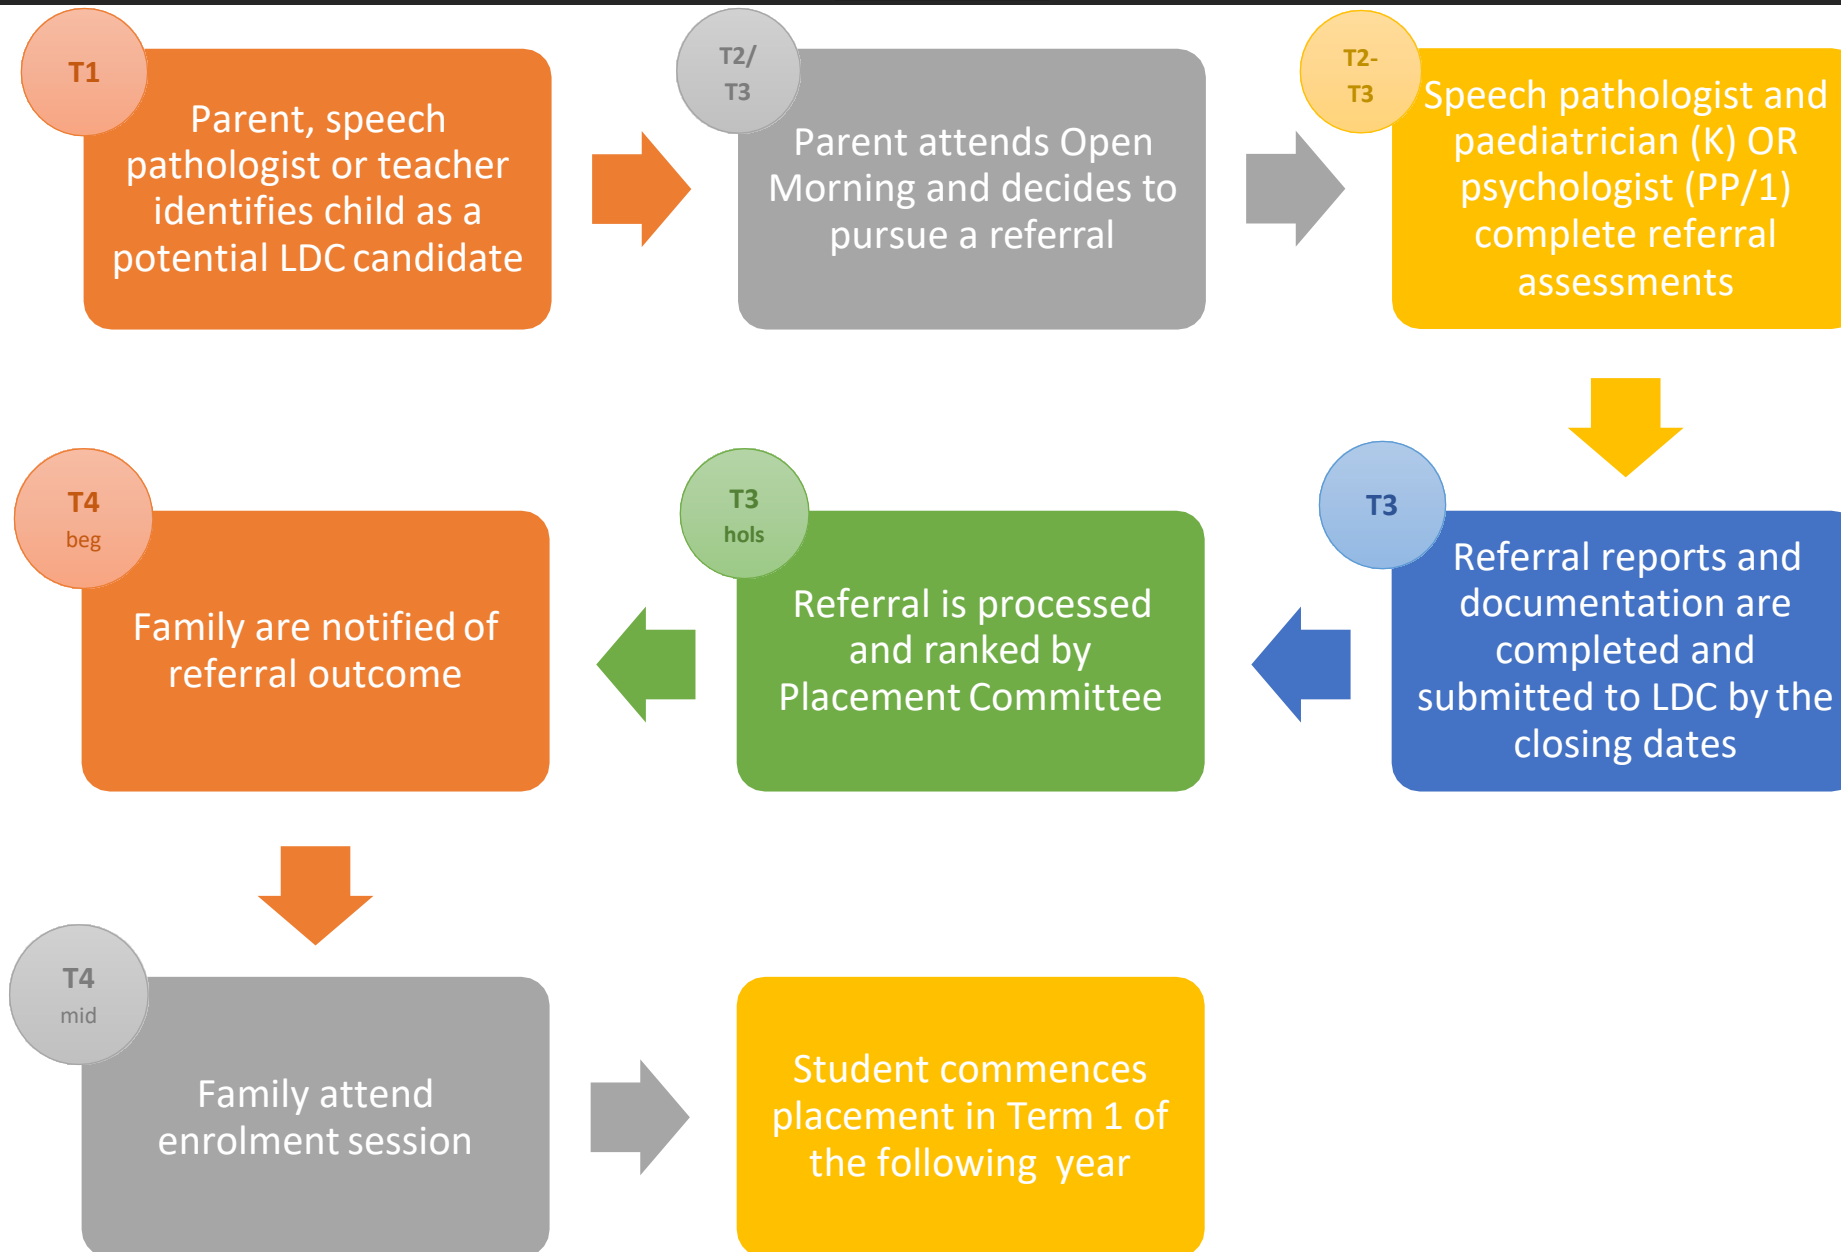 T1
Parent, speech
pathologist or teacher
identifies child as a
potential LDC candidate
T2/
T3
Parent attends Open
Morning and decides to
pursue a referral
T2-
T3
Speech pathologist and
paediatrician (K) OR
psychologist (PP/1)
complete referral
assessments
T3
Referral reports and
documentation are
completed and
submitted to LDC by the
closing dates
T3
hols
Referral is processed
and ranked by
Placement Committee
T4
beg
Family are notified of
referral outcome
T4
mid
Family attend
enrolment session
Student commences
placement in Term 1 of
the following year